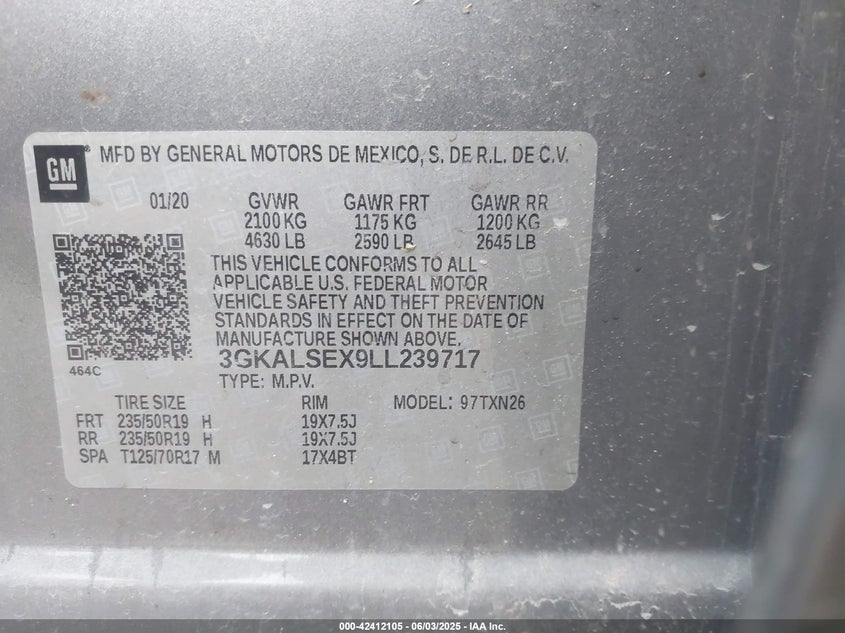 GM ® MFD BY GENERAL MOTORS DE MEXICO, S. DE R.L. DE C.V.
01/20 GVWR GAWR FRT GAWR RR
2100 KG 1175 KG 1200 KG
4630 LB 2590 LB 2645 LB
THIS VEHICLE CONFORMS TO ALL
APPLICABLE U.S. FEDERAL MOTOR
VEHICLE SAFETY AND THEFT PREVENTION
STANDARDS IN EFFECT ON THE DATE OF
MANUFACTURE SHOWN ABOVE.
3GKALSEX9LL239717
464C
TYPE: M.P.V.
TIRE SIZE RIM MODEL: 97TXN26
FRT 235/50R19 H 19X7.5J
RR 235/50R19 H 19X7.5J
SPA T125/70R17 M 17X4BT
000-42412105 - 06/03/2025 - IAA Inc.